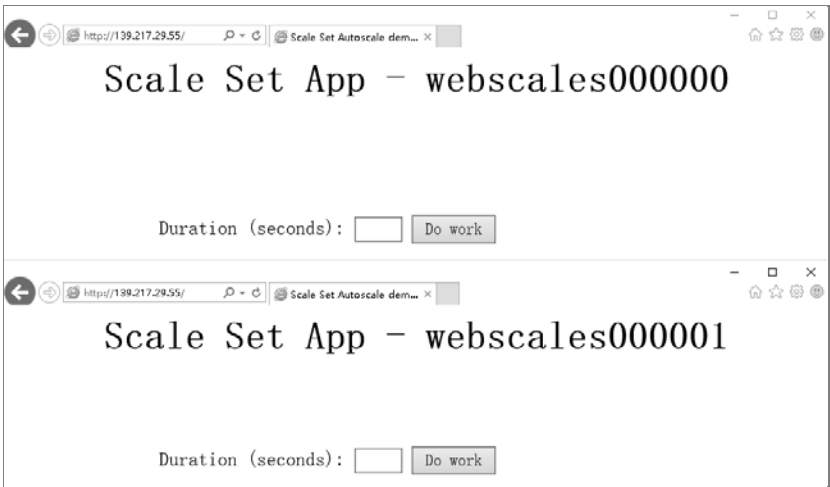 http://139.217.29.55/
Scale Set Autoscale dem...
Scale Set App - webscales000000
Duration (seconds):
Do work
http://139.217.29.55/
Scale Set Autoscale dem...
Scale Set App - webscales000001
Duration (seconds):
Do work